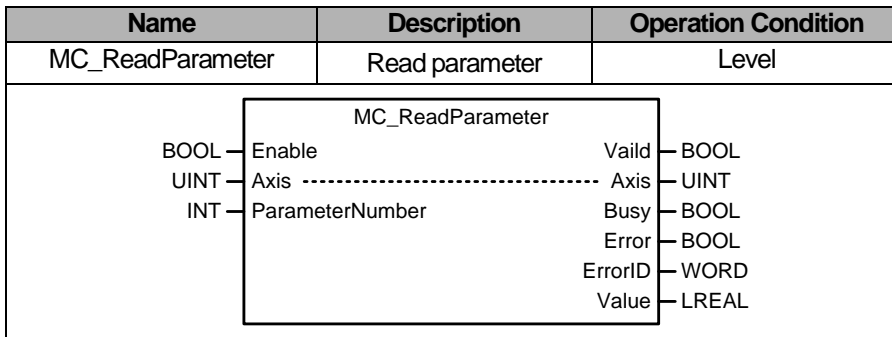 Name Description Operation Condition
MC_ReadParameter Read parameter Level
MC_ReadParameter
BOOL Enable Vaild BOOL
UINT Axis Axis UINT
INT ParameterNumber Busy BOOL
Error BOOL
ErrorID WORD
Value LREAL